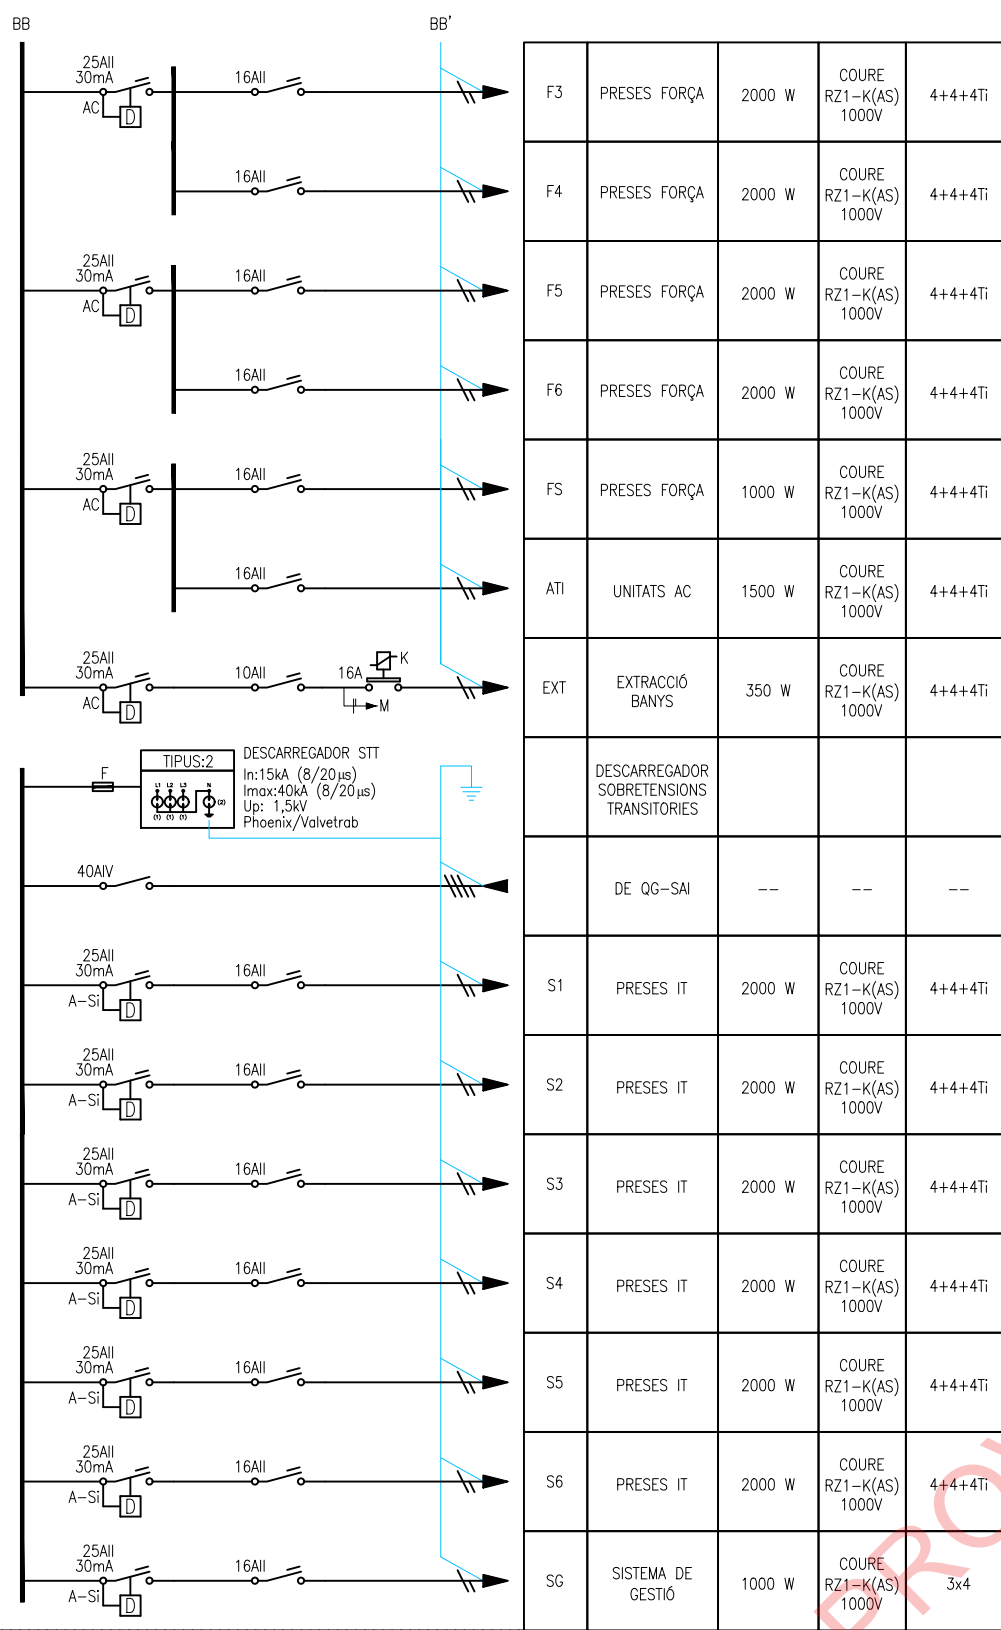 BB
BB'
25AII
30mA
AC
D
16AII
F3
PRESES FORÇA
2000 W
COURE
RZ1-K(AS)
1000V
4+4+4Ti
16AII
F4
PRESES FORÇA
2000 W
COURE
RZ1-K(AS)
1000V
4+4+4Ti
25AII
30mA
AC
D
16AII
F5
PRESES FORÇA
2000 W
COURE
RZ1-K(AS)
1000V
4+4+4Ti
16AII
F6
PRESES FORÇA
2000 W
COURE
RZ1-K(AS)
1000V
4+4+4Ti
25AII
30mA
AC
D
16AII
FS
PRESES FORÇA
1000 W
COURE
RZ1-K(AS)
1000V
4+4+4Ti
16AII
ATI
UNITATS AC
1500 W
COURE
RZ1-K(AS)
1000V
4+4+4Ti
25AII
30mA
AC
D
10AII
16A
K
M
EXT
EXTRACCIÓ
BANYS
350 W
COURE
RZ1-K(AS)
1000V
4+4+4Ti
F
TIPUS:2
L1 L2 L3 N
(1) (1) (1) (2)
DESCARREGADOR STT
In:15kA (8/20µs)
Imax:40kA (8/20µs)
Up: 1,5kV
Phoenix/Valvetrab
DESCARREGADOR
SOBRETENSIONS
TRANSITORIES
40AIV
DE QG-SAI
--
--
--
25AII
30mA
A-Si
D
16AII
S1
PRESES IT
2000 W
COURE
RZ1-K(AS)
1000V
4+4+4Ti
25AII
30mA
A-Si
D
16AII
S2
PRESES IT
2000 W
COURE
RZ1-K(AS)
1000V
4+4+4Ti
25AII
30mA
A-Si
D
16AII
S3
PRESES IT
2000 W
COURE
RZ1-K(AS)
1000V
4+4+4Ti
25AII
30mA
A-Si
D
16AII
S4
PRESES IT
2000 W
COURE
RZ1-K(AS)
1000V
4+4+4Ti
25AII
30mA
A-Si
D
16AII
S5
PRESES IT
2000 W
COURE
RZ1-K(AS)
1000V
4+4+4Ti
25AII
30mA
A-Si
D
16AII
S6
PRESES IT
2000 W
COURE
RZ1-K(AS)
1000V
4+4+4Ti
25AII
30mA
A-Si
D
16AII
SG
SISTEMA DE
GESTIÓ
1000 W
COURE
RZ1-K(AS)
1000V
3x4
PRO